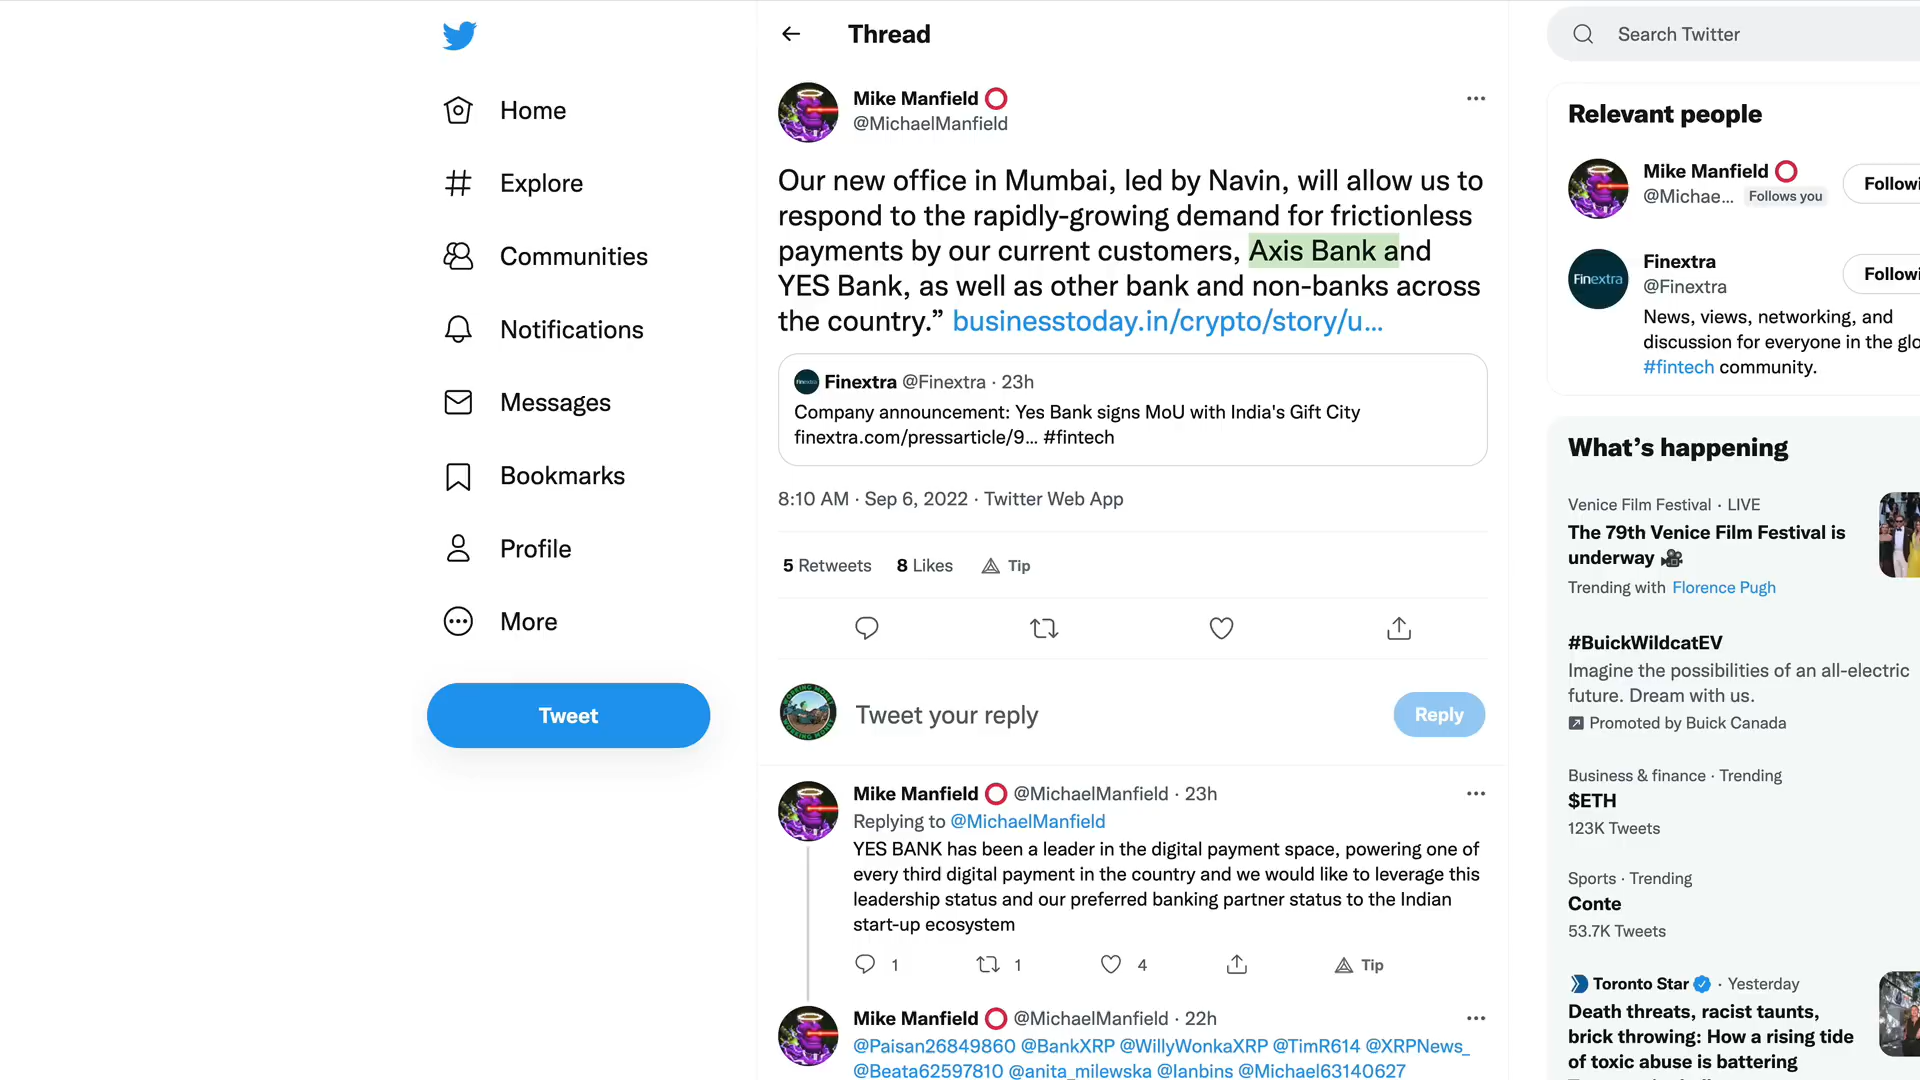 Home
Explore
Communities
Notifications
Messages
Bookmarks
Profile
More
Tweet
Thread
Mike Manfield
@MichaelManfield
Our new office in Mumbai, led by Navin, will allow us to
respond to the rapidly-growing demand for frictionless
payments by our current customers, Axis Bank and
YES Bank, as well as other bank and non-banks across
the country.” businesstoday.in/crypto/story/u…
Finextra @Finextra · 23h
Company announcement: Yes Bank signs MoU with India's Gift City
finextra.com/pressarticle/9… #fintech
8:10 AM · Sep 6, 2022 · Twitter Web App
5 Retweets 8 Likes Tip
Tweet your reply
Reply
Mike Manfield @MichaelManfield · 23h
Replying to @MichaelManfield
YES BANK has been a leader in the digital payment space, powering one of
every third digital payment in the country and we would like to leverage this
leadership status and our preferred banking partner status to the Indian
start-up ecosystem
1 1 4 Tip
Mike Manfield @MichaelManfield · 22h
@Paisan26849860 @BankXRP @WillyWonkaXRP @TimR614 @XRPNews_
@Beata62597810 @anita_milewska @Ianbins @Michael63140627
Search Twitter
Relevant people
Mike Manfield
@Michae… Follows you
Followi
Finextra
@Finextra
Followi
Finextra
News, views, networking, and
discussion for everyone in the glo
#fintech community.
What’s happening
Venice Film Festival · LIVE
The 79th Venice Film Festival is
underway
Trending with Florence Pugh
#BuickWildcatEV
Imagine the possibilities of an all-electric
future. Dream with us.
Promoted by Buick Canada
Business & finance · Trending
$ETH
123K Tweets
Sports · Trending
Conte
53.7K Tweets
Toronto Star · Yesterday
Death threats, racist taunts,
brick throwing: How a rising tide
of toxic abuse is battering